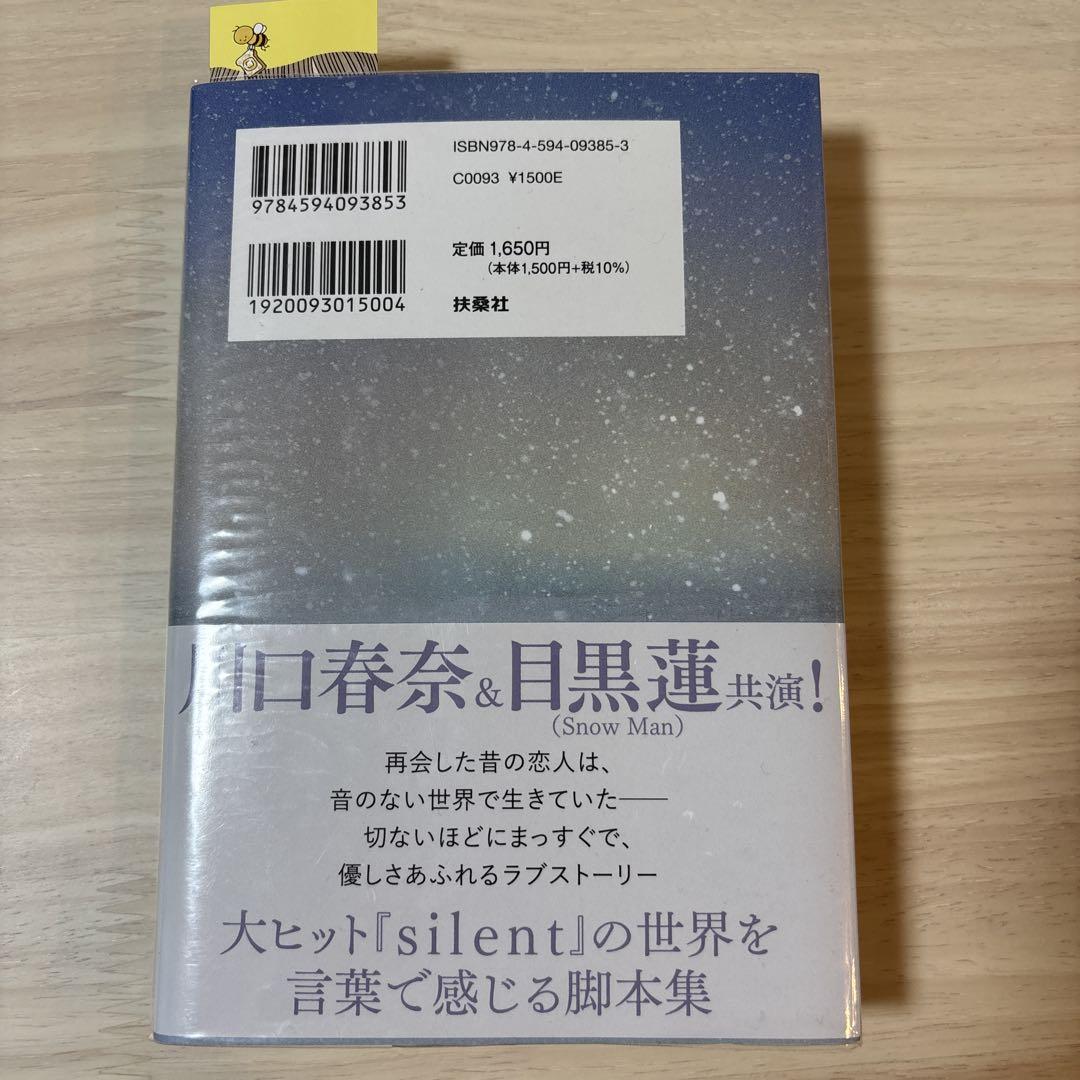 ISBN978-4-594-09385-3
C0093 ¥1500E
9784594093853
定価 1,650円
(本体1,500円+税10%)
1920093015004
扶桑社
川口春奈&目黒蓮共演!
(Snow Man)
再会した昔の恋人は、
音のない世界で生きていた——
切ないほどにまっすぐで、
優しさあふれるラブストーリー
大ヒット『silent』の世界を
言葉で感じる脚本集